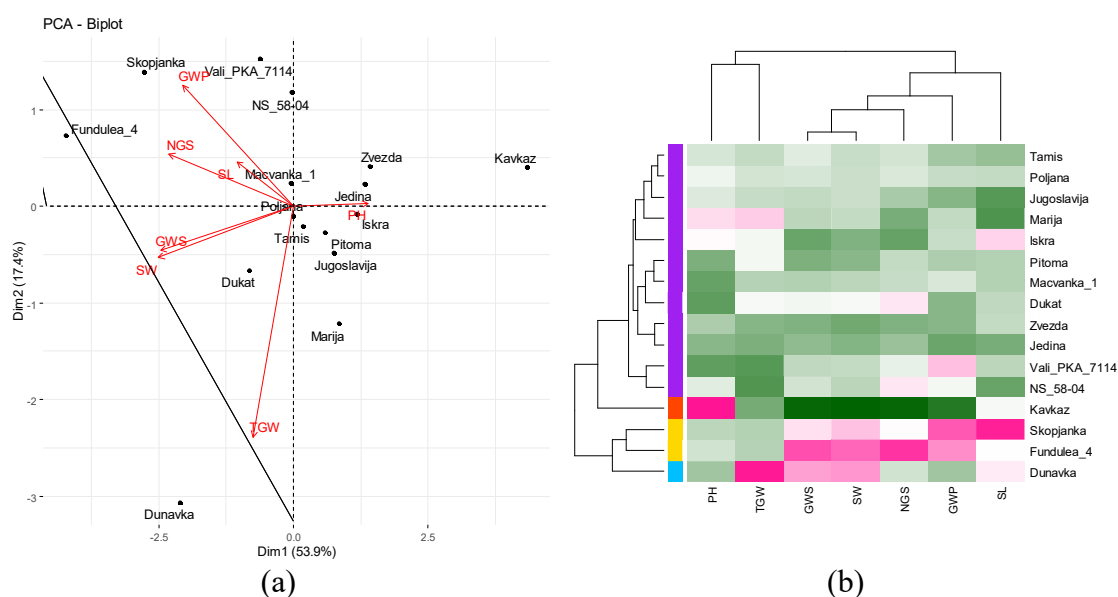 PCA - Biplot
Skopjanka
Vali_PKA_7114
GWP
NS_58-04
Fundulea_4
NGS
Zvezda
Kavkaz
SL
Macvanka_1
Jedina
Poljana
PH
Iskra
Tamis
Pitoma
GWS
Jugoslavija
SW
Dukat
Marija
TGW
Dunavka
1
0
-1
-2
-3
Dim2 (17.4%)
-2.5
0.0
2.5
Dim1 (53.9%)
(a)
Tamis
Poljana
Jugoslavija
Marija
Iskra
Pitoma
Macvanka_1
Dukat
Zvezda
Jedina
Vali_PKA_7114
NS_58-04
Kavkaz
Skopjanka
Fundulea_4
Dunavka
PH
TGW
GWS
SW
NGS
GWP
SL
(b)